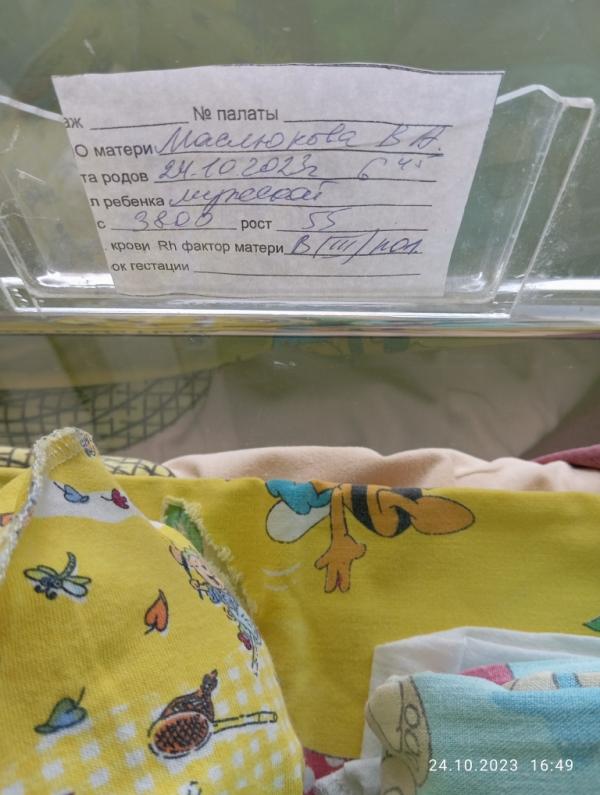 аж № палаты
О матери Маслюкова В А.
та родов 24.10 2023г 6 45
л ребенка мужской
с 3800 рост 55
. крови Rh фактор матери В (III) пол.
ок гестации
24.10.2023 16:49